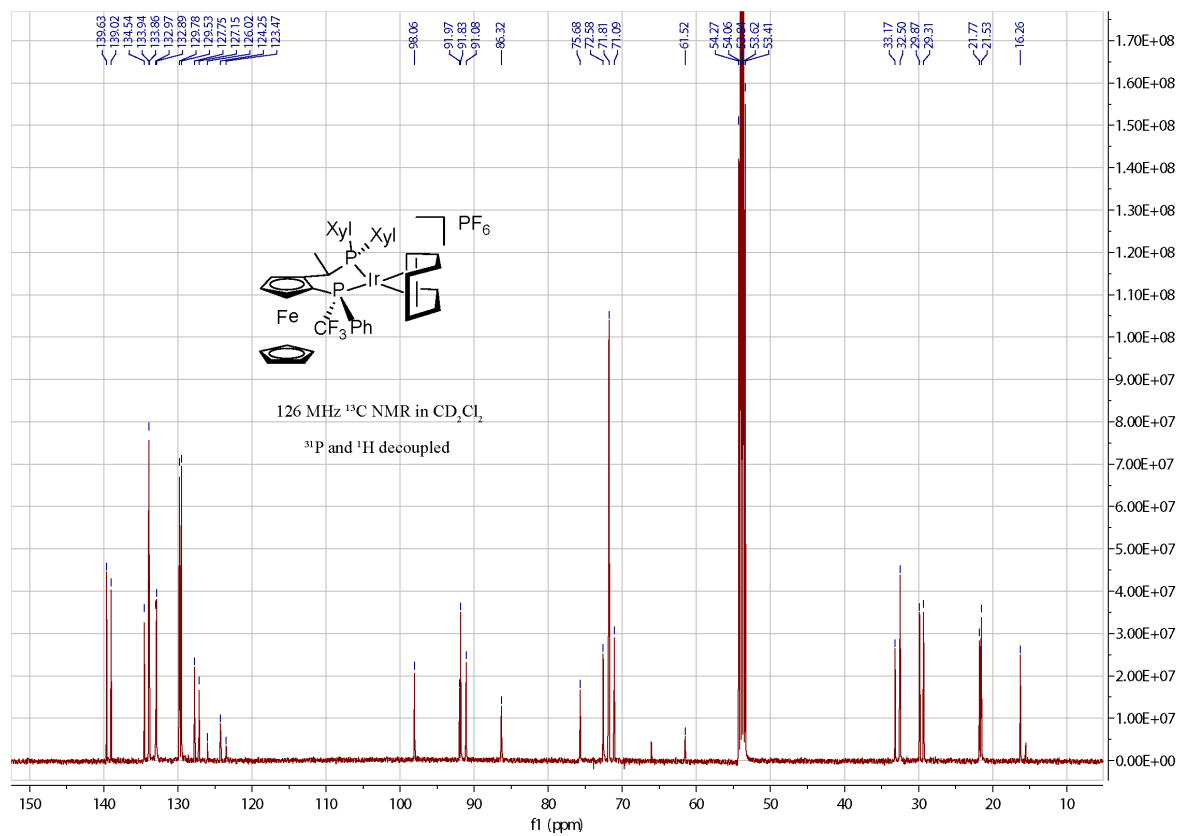 139.63
139.02
134.54
133.94
133.86
132.97
132.89
129.78
129.53
127.75
127.15
126.02
124.25
123.47
98.06
91.97
91.83
91.08
86.32
75.68
72.58
71.81
71.09
61.52
54.27
54.06
53.84
53.62
53.41
33.17
32.50
29.87
29.31
21.77
21.53
16.26
1.70E+08
1.60E+08
1.50E+08
1.40E+08
1.30E+08
1.20E+08
1.10E+08
1.00E+08
9.00E+07
8.00E+07
7.00E+07
6.00E+07
5.00E+07
4.00E+07
3.00E+07
2.00E+07
1.00E+07
0.00E+00
PF6
Xyl
Xyl
P
Ir
P
Fe
CF3
Ph
126 MHz 13C NMR in CD2Cl2
31P and 1H decoupled
150 140 130 120 110 100 90 80 70 60 50 40 30 20 10
f1 (ppm)